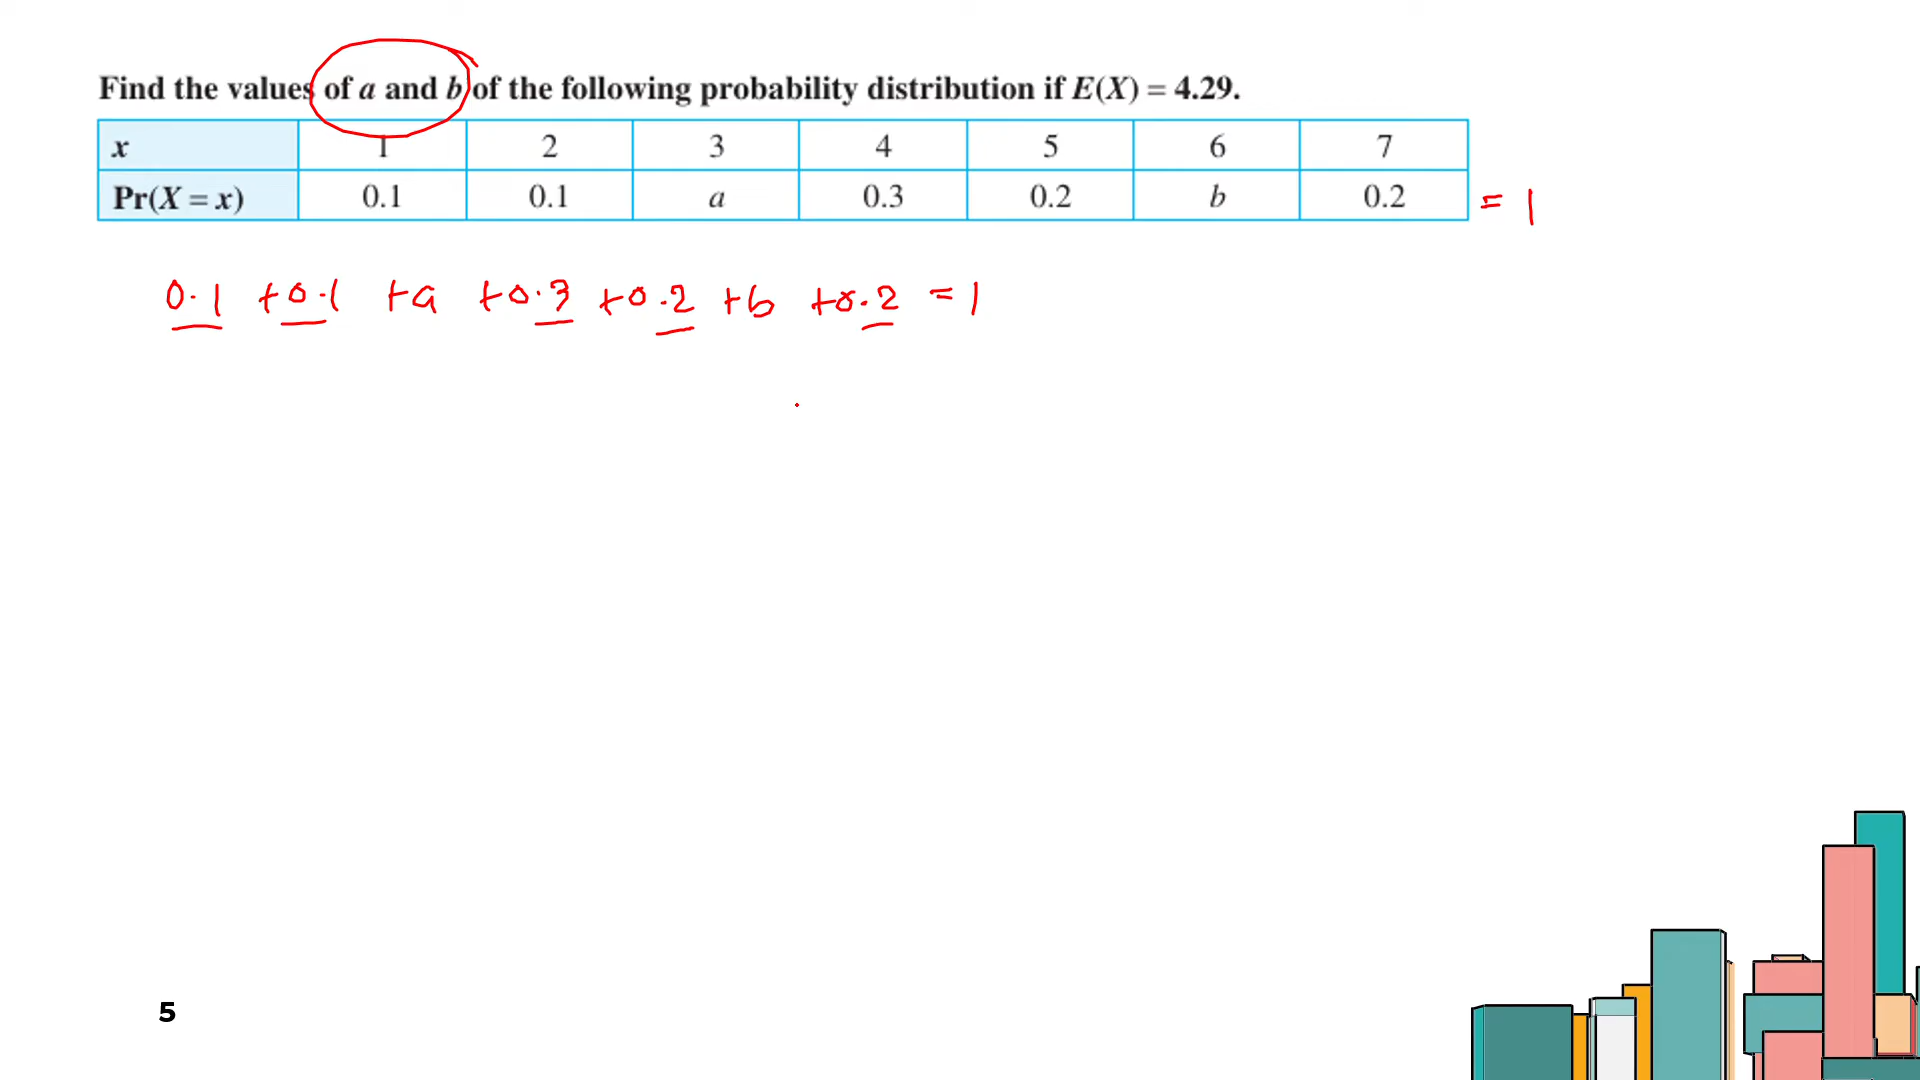 Find the values of a and b of the following probability distribution if E(X) = 4.29.
x 1 2 3 4 5 6 7
Pr(X = x) 0.1 0.1 a 0.3 0.2 b 0.2 = 1
0.1 +0.1 +a +0.3 +0.2 +b +0.2 = 1
5